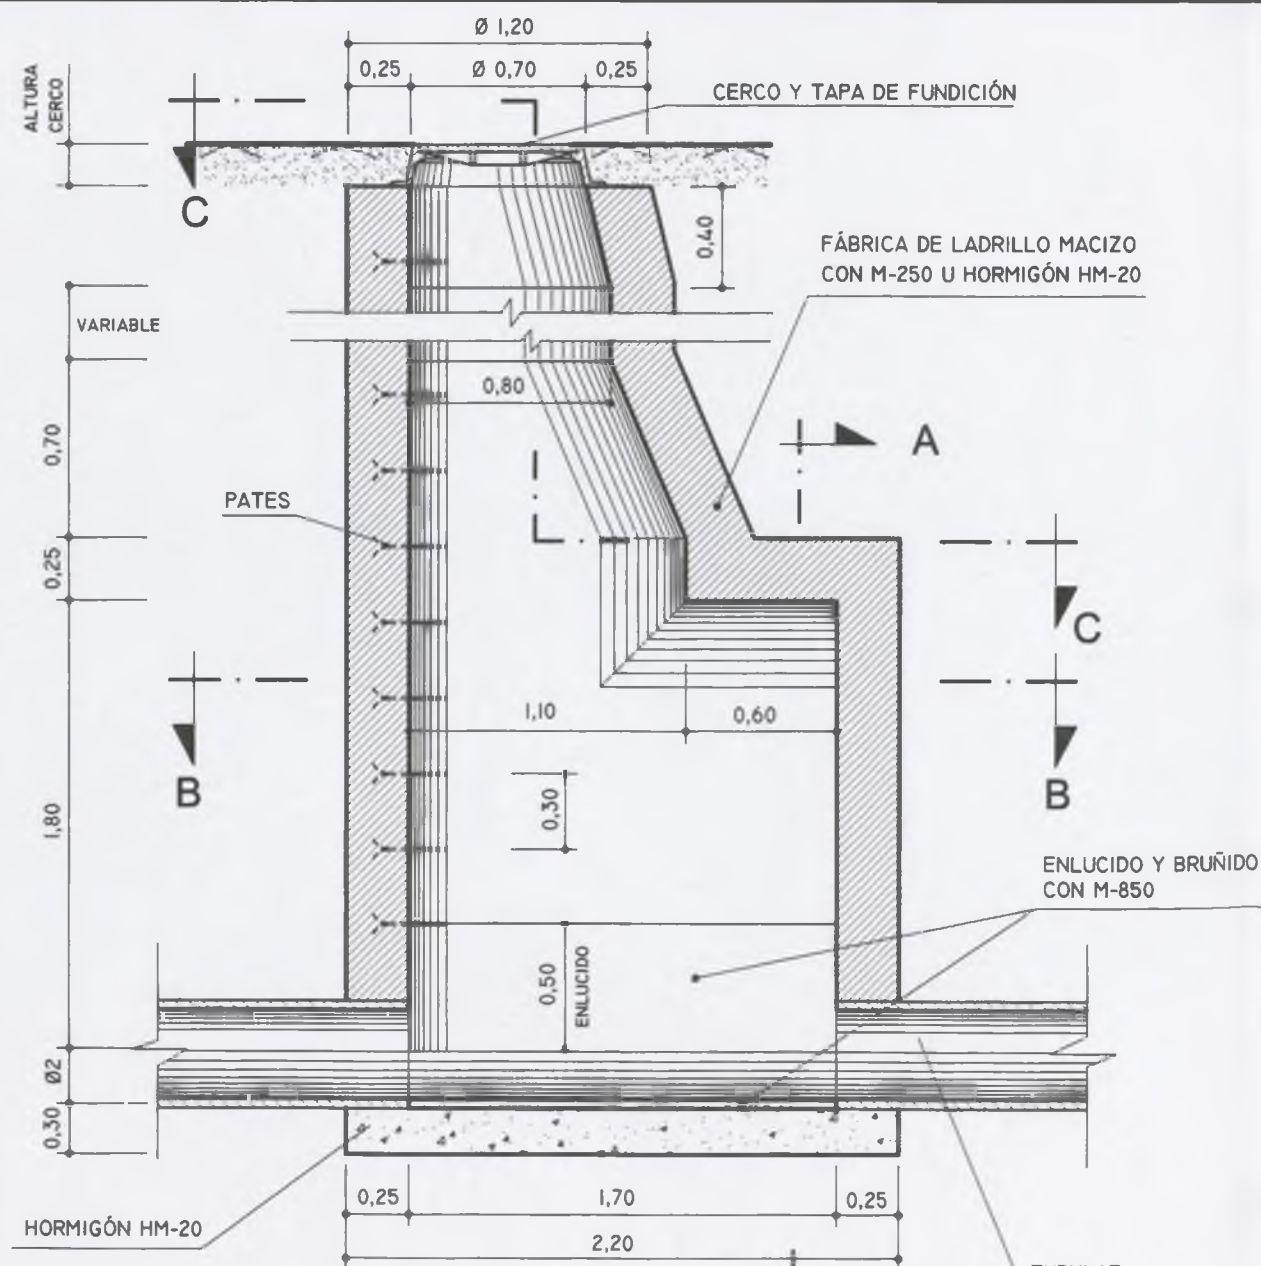 Ø 1,20
0,25
Ø 0,70
0,25
ALTURA
CERCO
CERCO Y TAPA DE FUNDICIÓN
C
0,40
FÁBRICA DE LADRILLO MACIZO
CON M-250 U HORMIGÓN HM-20
VARIABLE
0,80
0,70
A
PATES
0,25
C
1,10
0,60
B
B
0,30
1,80
ENLUCIDO Y BRUÑIDO
CON M-850
0,50
ENLUCIDO
Ø2
0,30
0,25
1,70
0,25
HORMIGÓN HM-20
2,20